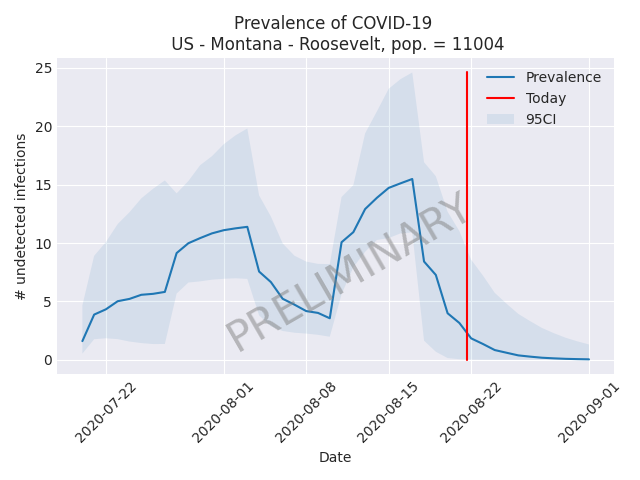 Prevalence of COVID-19
US - Montana - Roosevelt, pop. = 11004
25
20
15
10
5
0
# undetected infections
Prevalence
Today
95CI
PRELIMINARY
2020-07-22
2020-08-01
2020-08-08
2020-08-15
2020-08-22
2020-09-01
Date